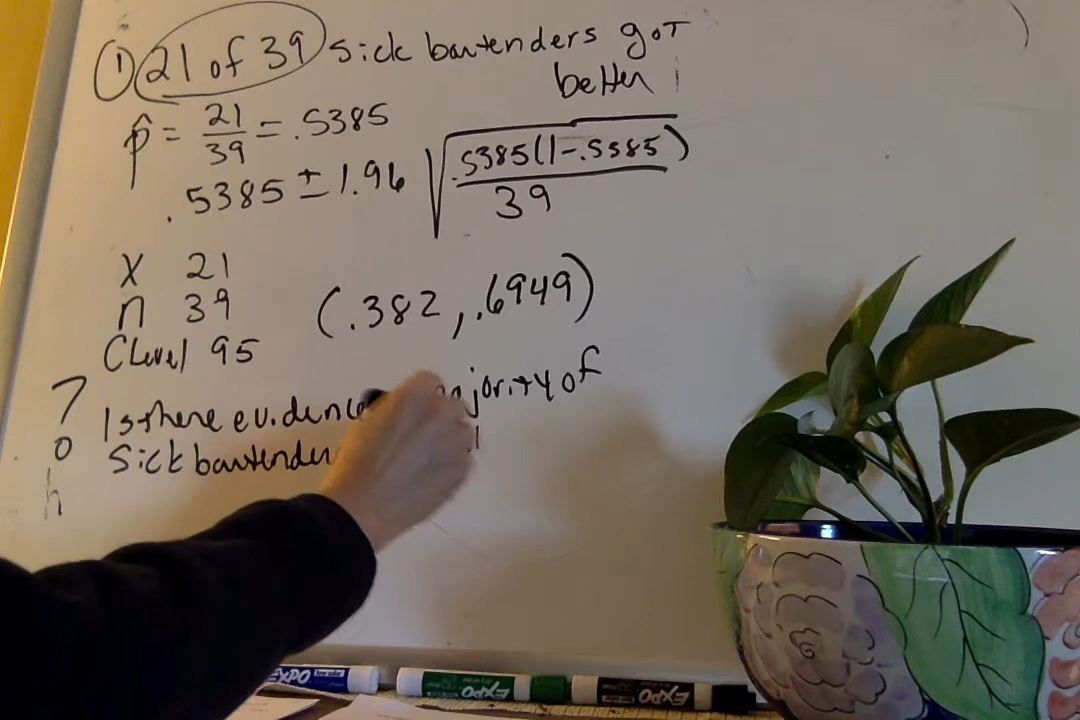 ① 21 of 39 sick bartenders got
better
p̂ = 21/39 = .5385
.5385 ± 1.96 √(.5385(1-.5385)/39)
X 21
n 39
(.382, .6949)
CLevel 95
Is there evidence majority of
Sick bartender
EXPO
EXPO
EXPO